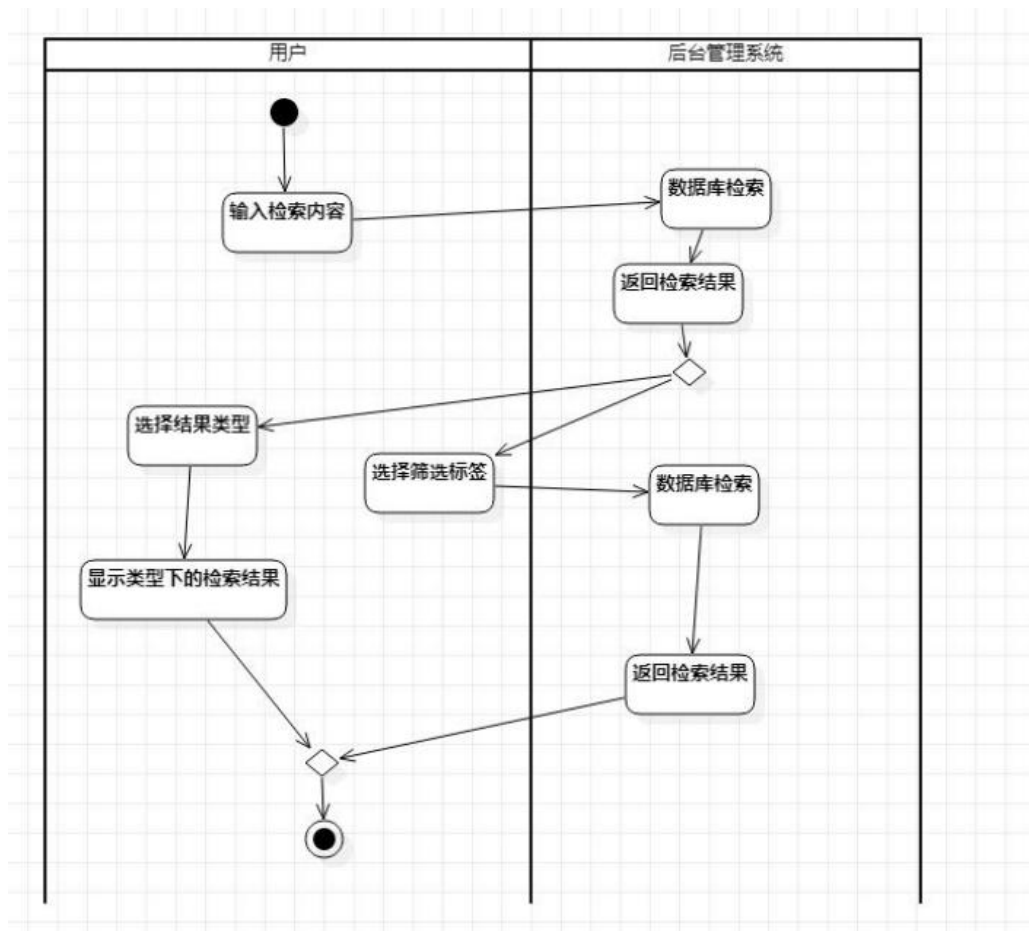 用户
后台管理系统
数据库检索
输入检索内容
返回检索结果
选择结果类型
选择筛选标签
数据库检索
显示类型下的检索结果
返回检索结果